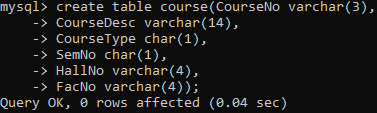 mysql> create table course(CourseNo varchar(3),
    -> CourseDesc varchar(14),
    -> CourseType char(1),
    -> SemNo char(1),
    -> HallNo varchar(4),
    -> FacNo varchar(4));
Query OK, 0 rows affected (0.04 sec)